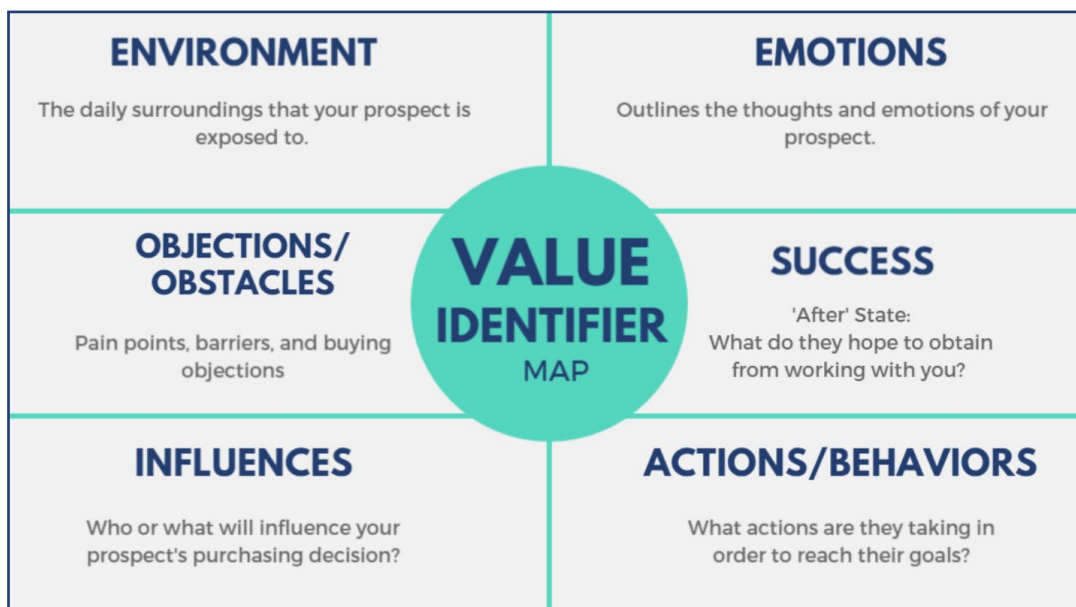 ENVIRONMENT
The daily surroundings that your prospect is
exposed to.
EMOTIONS
Outlines the thoughts and emotions of your
prospect.
OBJECTIONS/
OBSTACLES
Pain points, barriers, and buying
objections
VALUE
IDENTIFIER
MAP
SUCCESS
'After' State:
What do they hope to obtain
from working with you?
INFLUENCES
Who or what will influence your
prospect's purchasing decision?
ACTIONS/BEHAVIORS
What actions are they taking in
order to reach their goals?